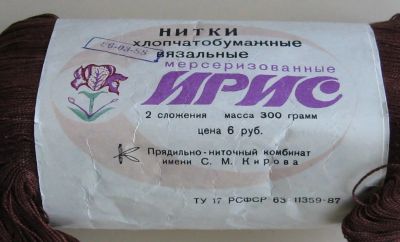 НИТКИ
хлопчатобумажные
вязальные
мерсеризованные
ИРИС
2 сложения масса 300 грамм
цена 6 руб.
Прядильно-ниточный комбинат
имени С. М. Кирова
ТУ 17 РСФСР 63 11359-87